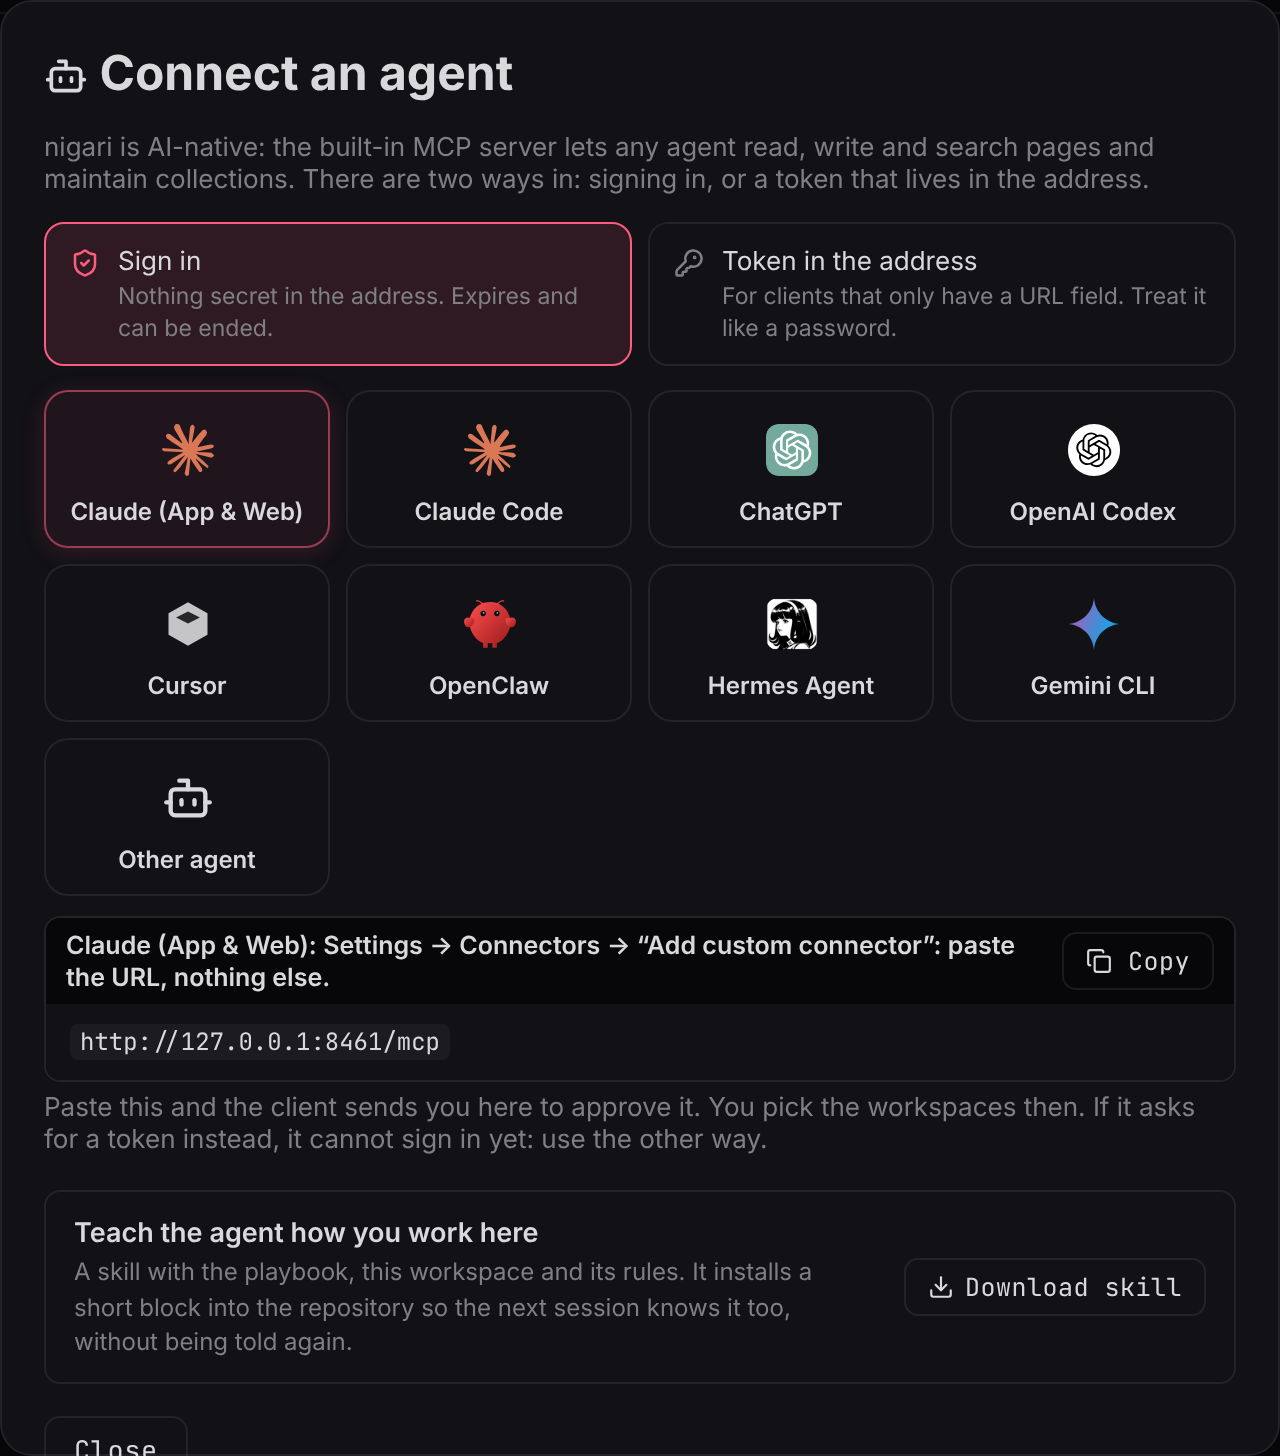 Connect an agent
nigari is AI-native: the built-in MCP server lets any agent read, write and search pages and
maintain collections. There are two ways in: signing in, or a token that lives in the address.
Sign in
Nothing secret in the address. Expires and
can be ended.
Token in the address
For clients that only have a URL field. Treat it
like a password.
Claude (App & Web)
Claude Code
ChatGPT
OpenAI Codex
Cursor
OpenClaw
Hermes Agent
Gemini CLI
Other agent
Claude (App & Web): Settings → Connectors → “Add custom connector”: paste
the URL, nothing else.
Copy
http://127.0.0.1:8461/mcp
Paste this and the client sends you here to approve it. You pick the workspaces then. If it asks
for a token instead, it cannot sign in yet: use the other way.
Teach the agent how you work here
A skill with the playbook, this workspace and its rules. It installs a
short block into the repository so the next session knows it too,
without being told again.
Download skill
Close